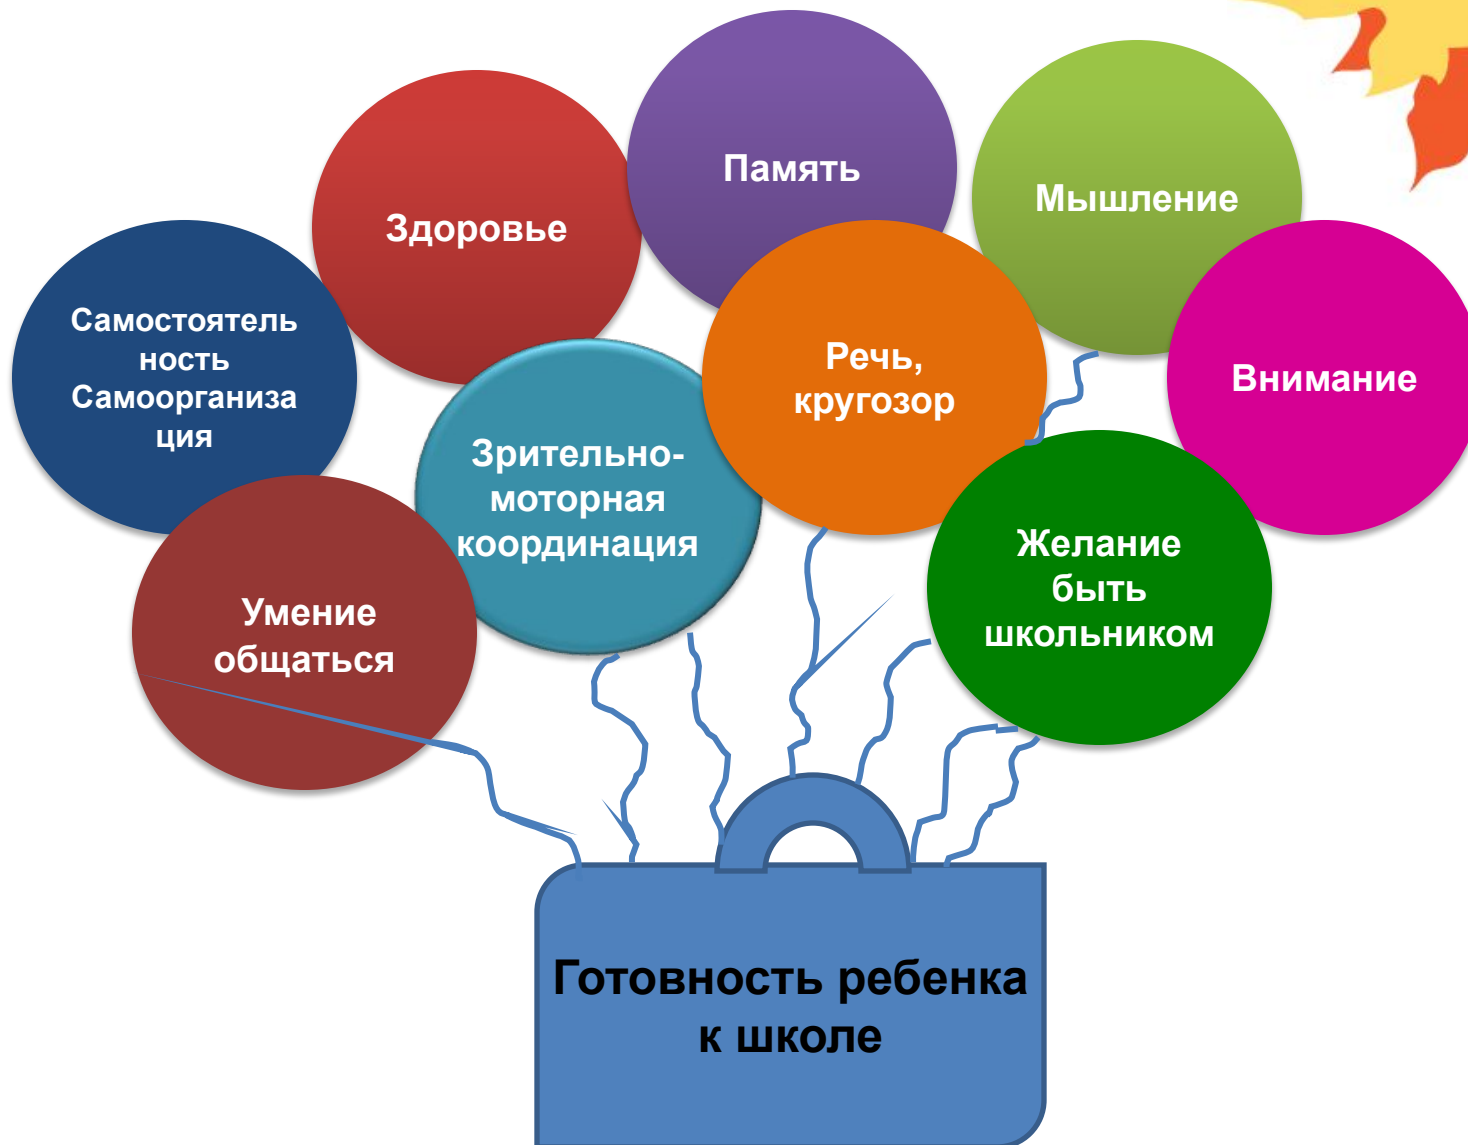 Память
Мышление
Здоровье
Самостоятель
ность
Самоорганиза
ция
Речь,
кругозор
Внимание
Зрительно-
моторная
координация
Желание
быть
школьником
Умение
общаться
Готовность ребенка
к школе